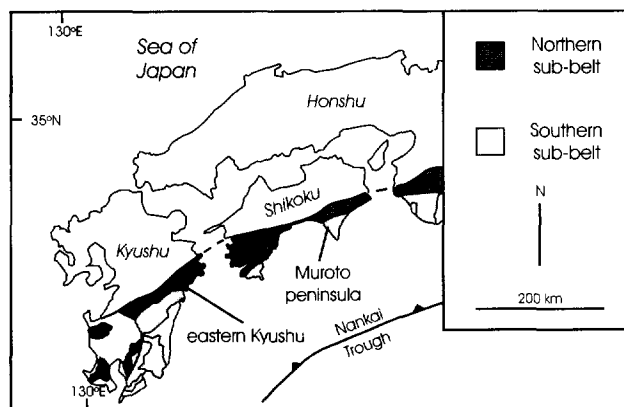 130°E
Sea of
Japan
Honshu
35°N
Shikoku
Kyushu
Muroto
peninsula
eastern Kyushu
Nankai
Trough
130°E
Northern
sub-belt
Southern
sub-belt
N
200 km